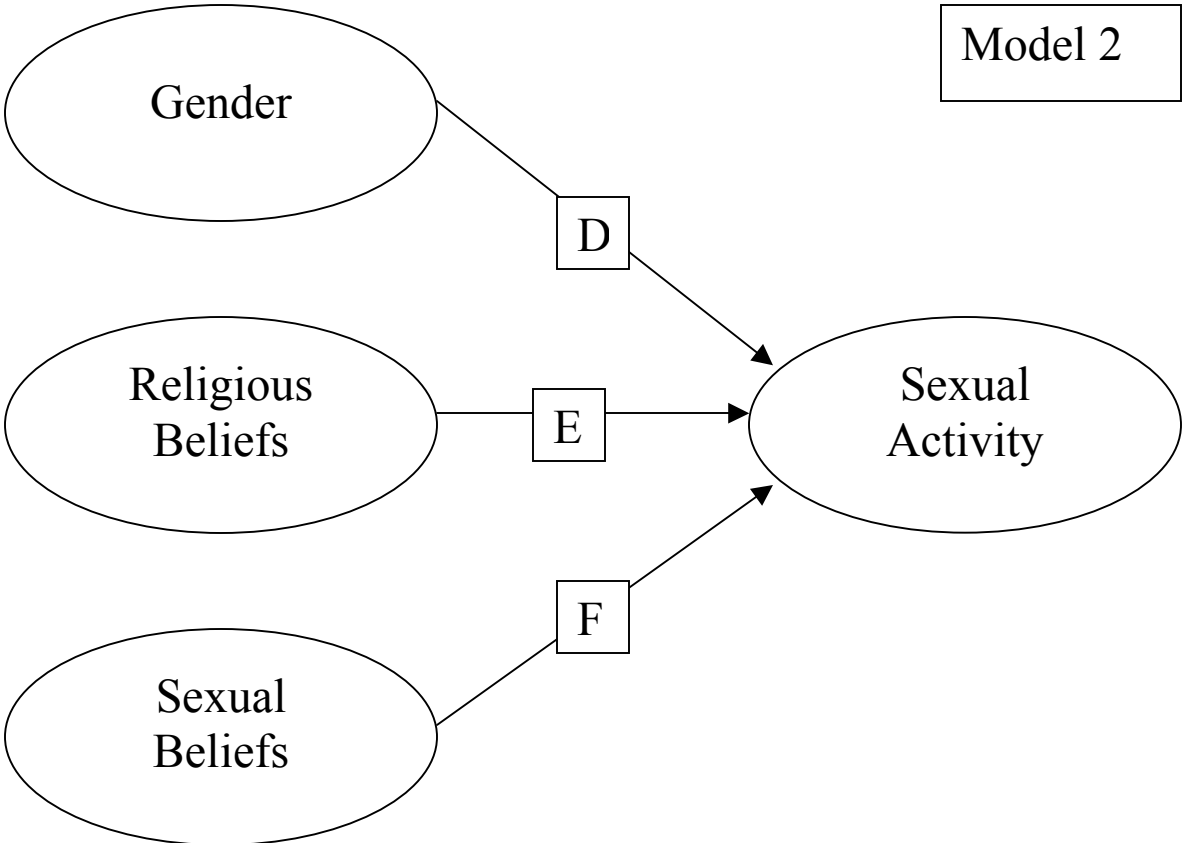 Model 2
Gender
D
Religious
Beliefs
E
Sexual
Activity
F
Sexual
Beliefs